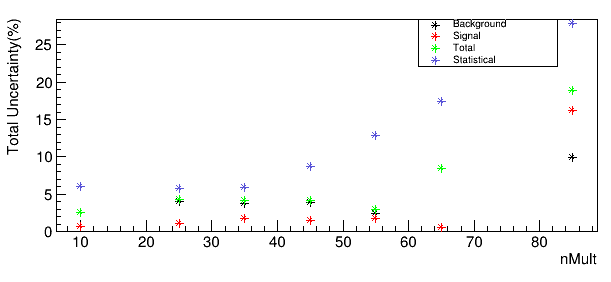 Total Uncertainty(%)
25
20
15
10
5
0
Background
Signal
Total
Statistical
10 20 30 40 50 60 70 80
nMult